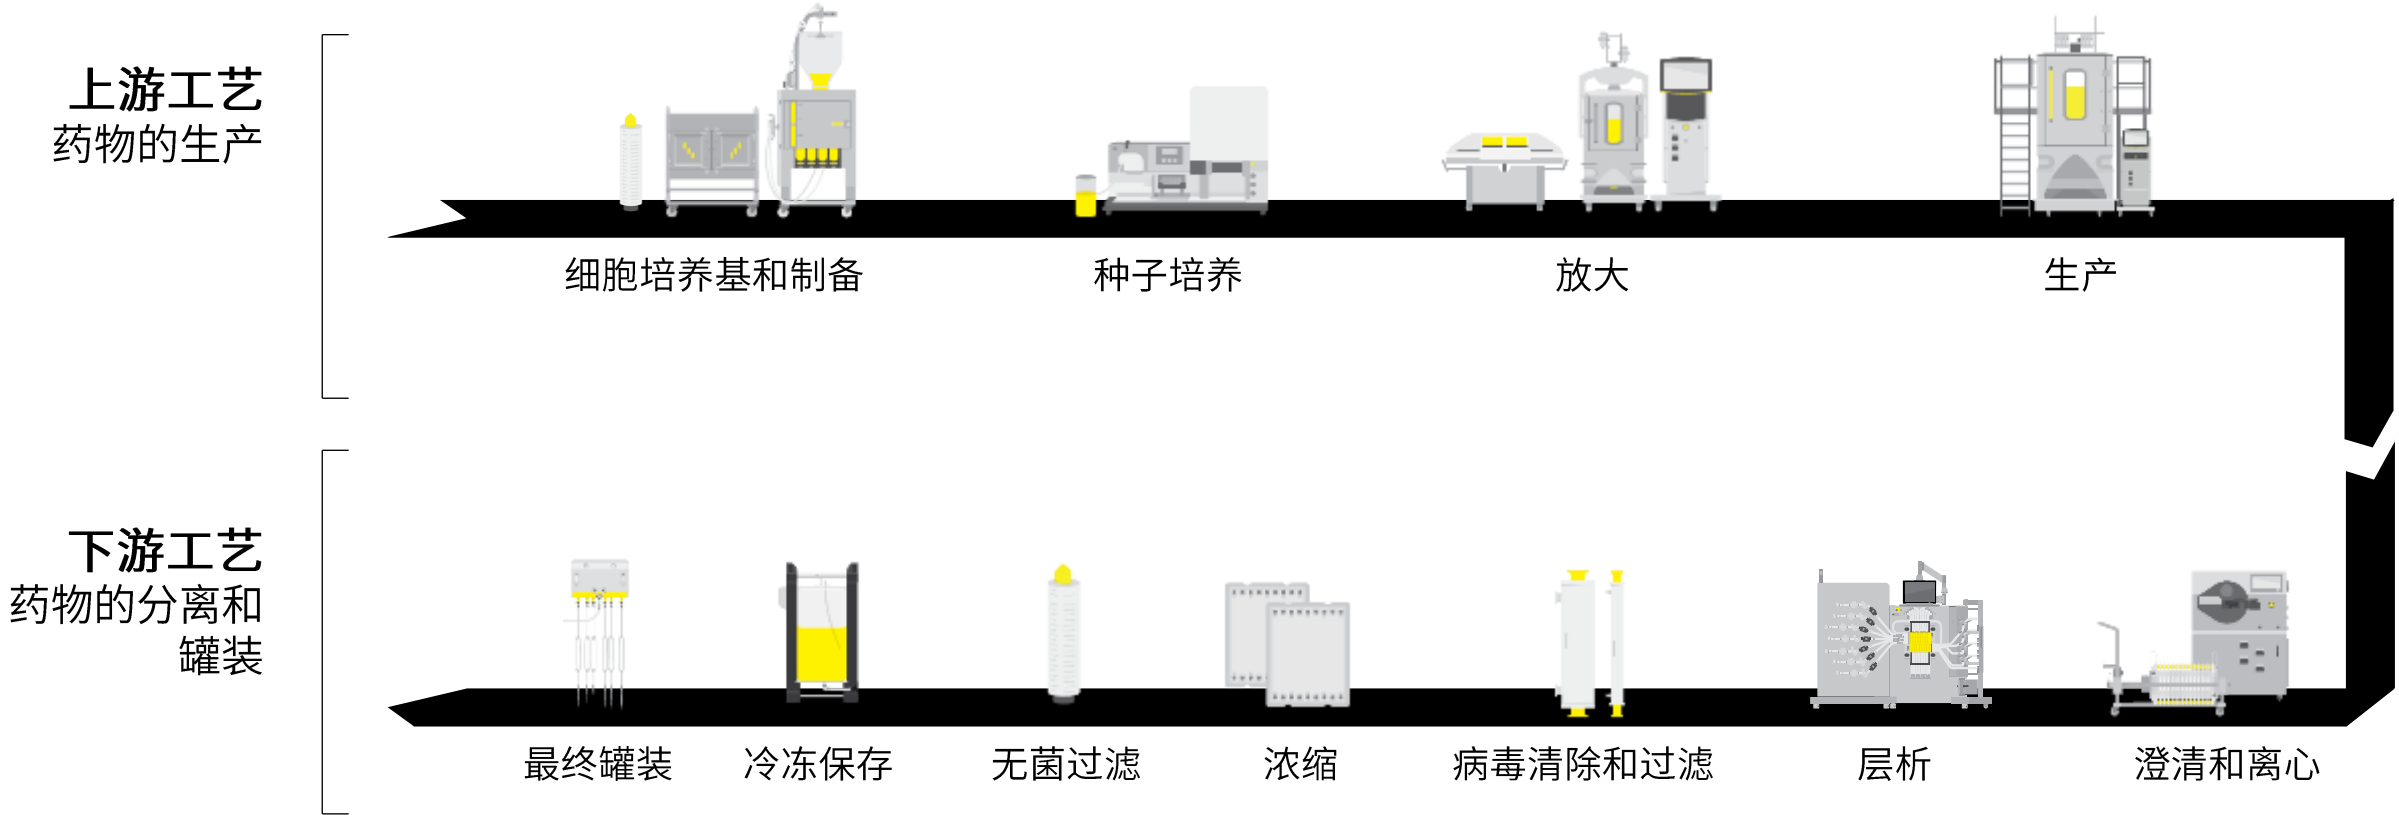 上游工艺
药物的生产
细胞培养基和制备
种子培养
放大
生产
下游工艺
药物的分离和
罐装
最终罐装
冷冻保存
无菌过滤
浓缩
病毒清除和过滤
层析
澄清和离心